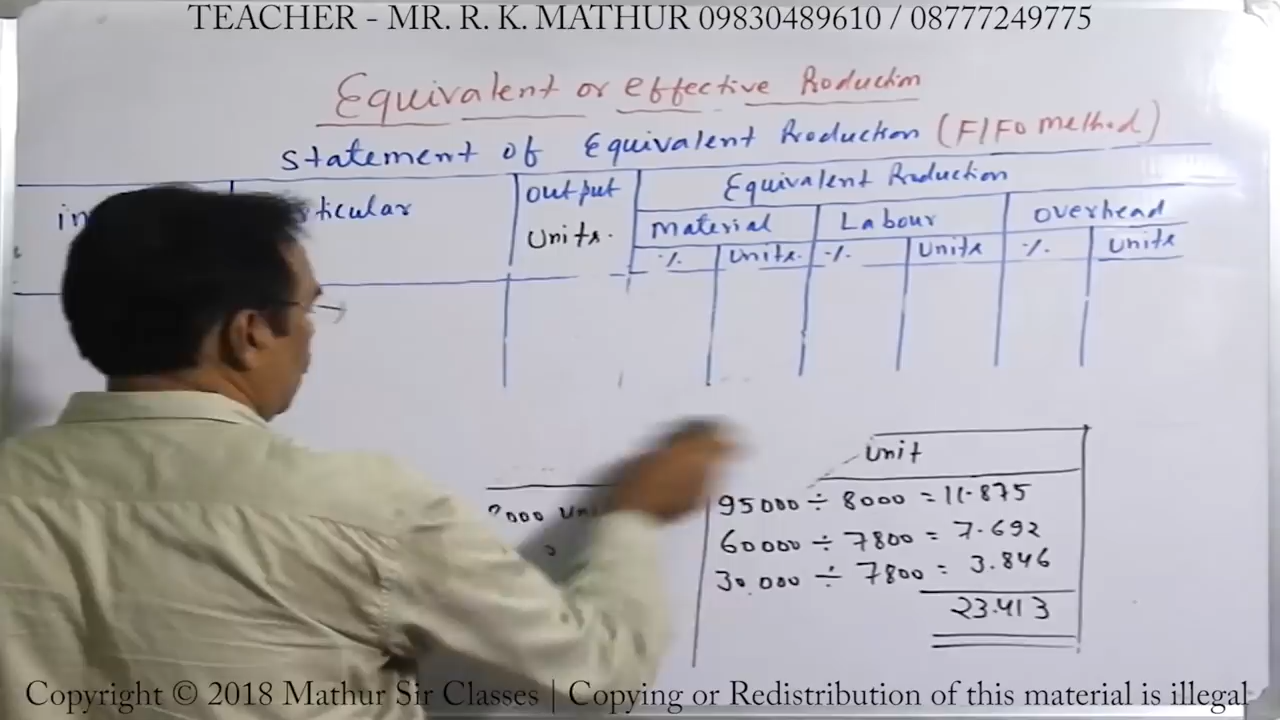 TEACHER - MR. R. K. MATHUR 09830489610 / 08777249775
Equivalent or effective Production
Statement of Equivalent Production (FIFO method)
Output Units.
Equivalent Production
Material Labour Overhead
% Units. % Units % Units
Unit
95000 ÷ 8000 = 11.875
60000 ÷ 7800 = 7.692
30,000 ÷ 7800 = 3.846
23.413
Copyright © 2018 Mathur Sir Classes | Copying or Redistribution of this material is illegal